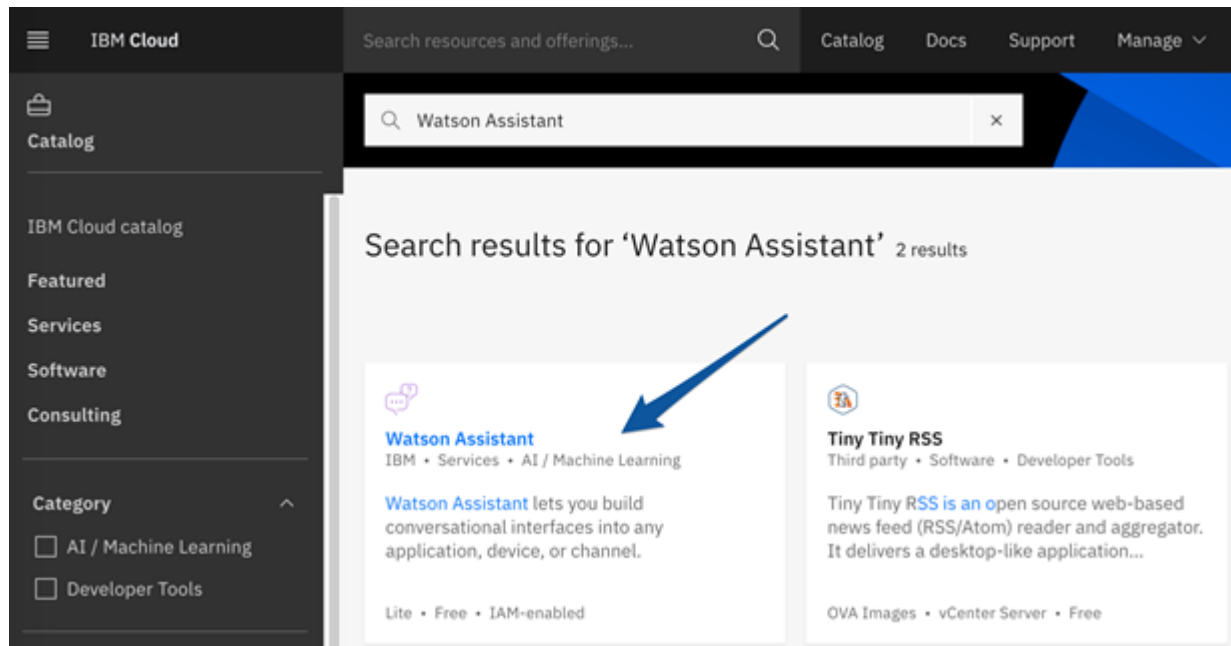 IBM Cloud
Search resources and offerings...
Catalog
Docs
Support
Manage
Catalog
Watson Assistant
IBM Cloud catalog
Featured
Services
Software
Consulting
Category
AI / Machine Learning
Developer Tools
Search results for ‘Watson Assistant’ 2 results
Watson Assistant
IBM • Services • AI / Machine Learning
Watson Assistant lets you build
conversational interfaces into any
application, device, or channel.
Lite • Free • IAM-enabled
Tiny Tiny RSS
Third party • Software • Developer Tools
Tiny Tiny RSS is an open source web-based
news feed (RSS/Atom) reader and aggregator.
It delivers a desktop-like application...
OVA Images • vCenter Server • Free